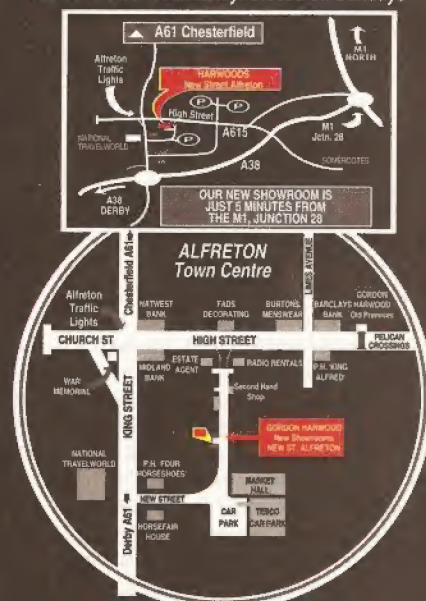 A61 Chesterfield
M1
NORTH
Alfreton
Traffic
Lights
HARWOODS
New Street Alfreton
P
P
High Street
P
A615
M1
Jctn. 28
NATIONAL
TRAVELWORLD
SOMERCOTES
A38
A38
DERBY
OUR NEW SHOWROOM IS
JUST 5 MINUTES FROM
THE M1, JUNCTION 28
Chesterfield A61
ALFRETON
Town Centre
LIMES AVENUE
Alfreton
Traffic
Lights
NATWEST
BANK
FADS
DECORATING
BURTONS
MENSWEAR
BARCLAYS
BANK
GORDON
HARWOOD
Old Premises
CHURCH ST
HIGH STREET
PELICAN
CROSSINGS
WAR
MEMORIAL
KING STREET
MIDLAND
BANK
ESTATE
AGENT
RADIO RENTALS
P.H. 'KING
ALFRED'
Second Hand
Shop
GORDON HARWOOD
New Showrooms
NEW ST. ALFRETON
NATIONAL
TRAVELWORLD
P.H. FOUR
HORSESHOES'
MARKET
HALL
NEW STREET
CAR
PARK
TESCO
CAR PARK
HORSEFAIR
HOUSE
Derby A61